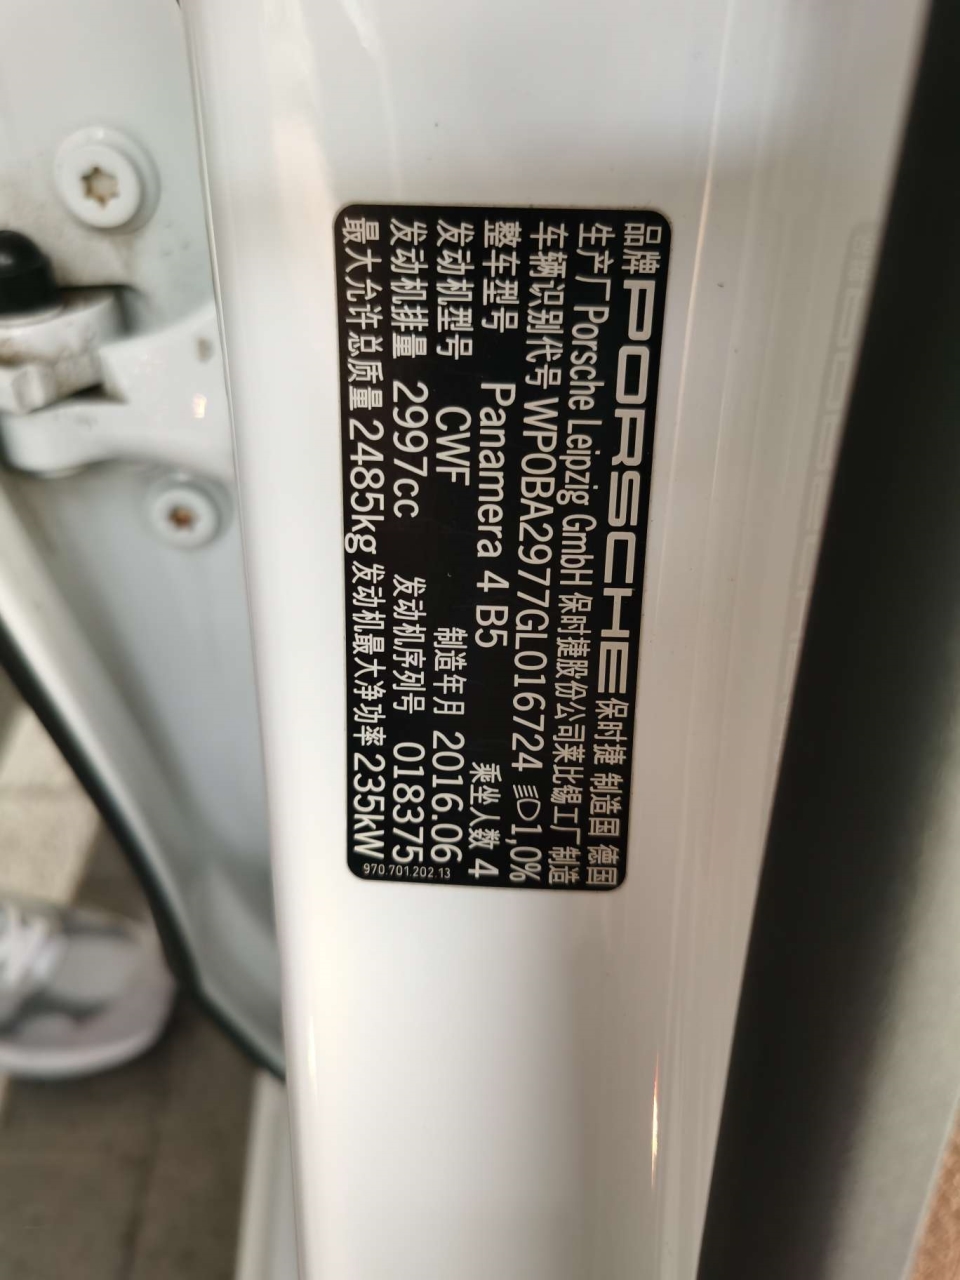 品牌 PORSCHE 保时捷 制造国 德国
生产厂 Porsche Leipzig GmbH 保时捷股份公司莱比锡工厂制造
车辆识别代号 WP0BA2977GL016724 1,0%
整车型号 Panamera 4 B5 乘坐人数 4
发动机型号 CWF 制造年月 2016.06
发动机排量 2997cc 发动机序列号 018375
最大允许总质量 2485kg 发动机最大净功率 235kW
970.701.202.13